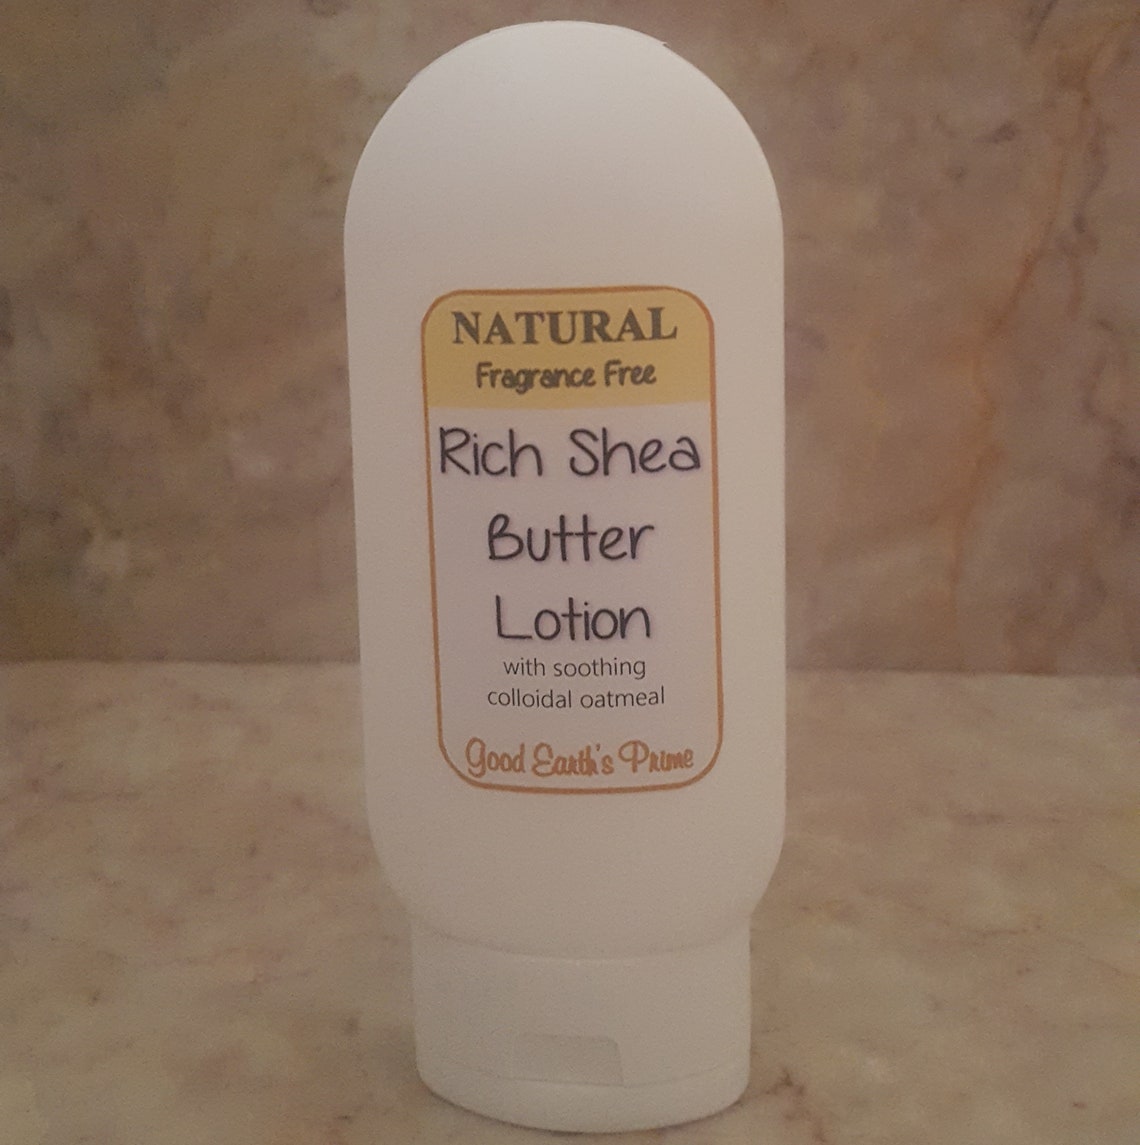 NATURAL
Fragrance Free
Rich Shea
Butter
Lotion
with soothing
colloidal oatmeal
Good Earth's Prime